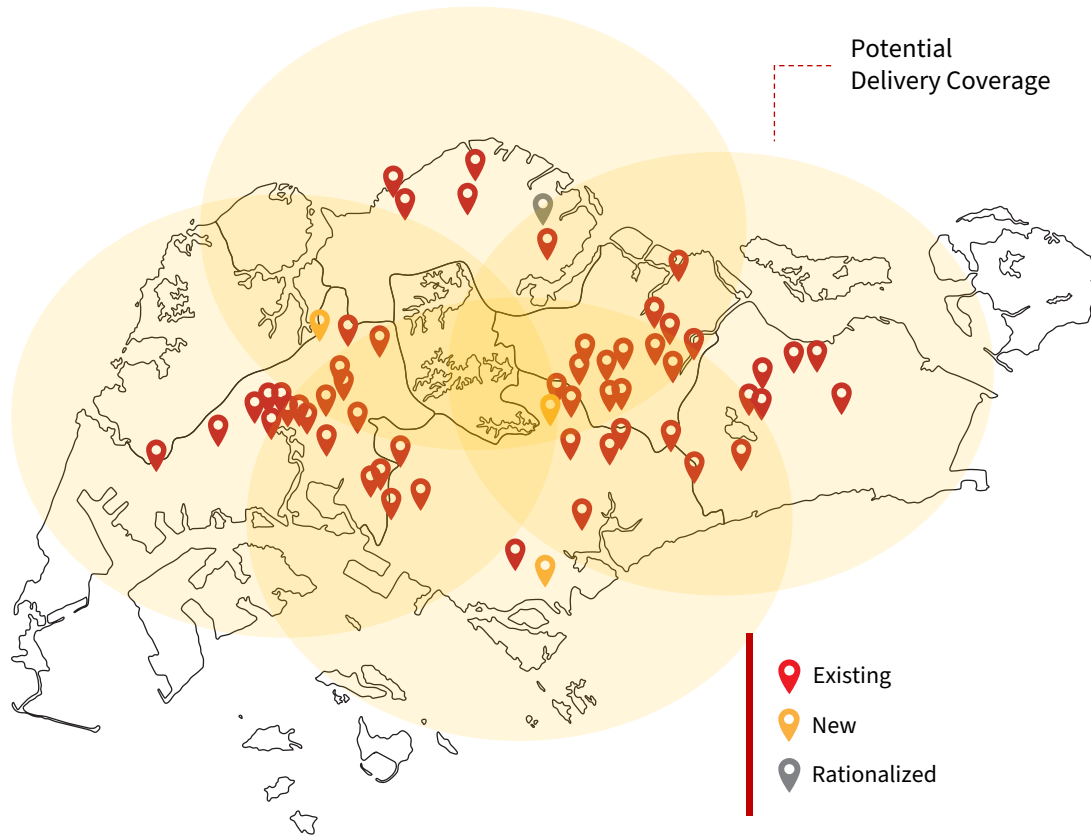 Potential
Delivery Coverage
Existing
New
Rationalized